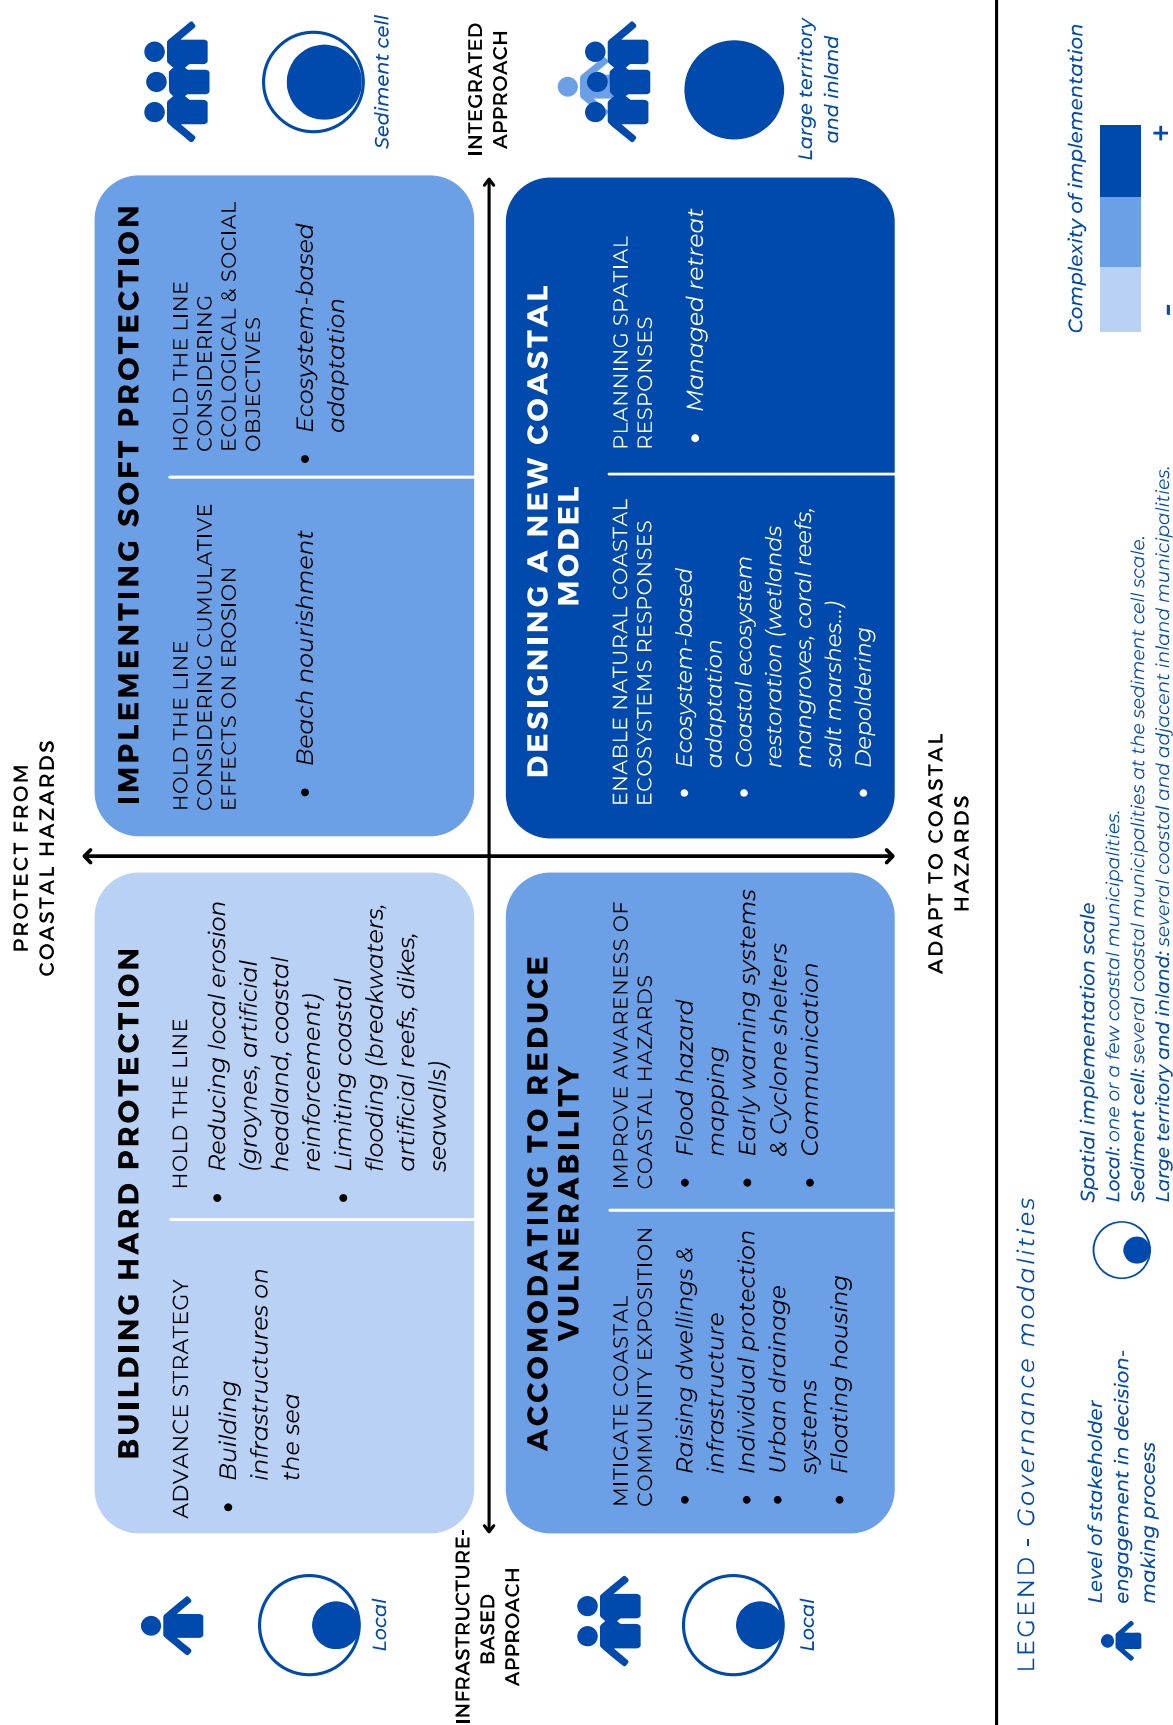 PROTECT FROM
COASTAL HAZARDS
BUILDING HARD PROTECTION
ADVANCE STRATEGY
• Building
infrastructures on
the sea
HOLD THE LINE
• Reducing local erosion
(groynes, artificial
headland, coastal
reinforcement)
• Limiting coastal
flooding (breakwaters,
artificial reefs, dikes,
seawalls)
IMPLEMENTING SOFT PROTECTION
HOLD THE LINE
CONSIDERING CUMULATIVE
EFFECTS ON EROSION
• Beach nourishment
HOLD THE LINE
CONSIDERING
ECOLOGICAL & SOCIAL
OBJECTIVES
• Ecosystem-based
adaptation
Local
Sediment cell
INFRASTRUCTURE-
BASED
APPROACH
INTEGRATED
APPROACH
ACCOMODATING TO REDUCE
VULNERABILITY
MITIGATE COASTAL
COMMUNITY EXPOSITION
• Raising dwellings &
infrastructure
• Individual protection
• Urban drainage
systems
• Floating housing
IMPROVE AWARENESS OF
COASTAL HAZARDS
• Flood hazard
mapping
• Early warning systems
& Cyclone shelters
• Communication
DESIGNING A NEW COASTAL
MODEL
ENABLE NATURAL COASTAL
ECOSYSTEMS RESPONSES
• Ecosystem-based
adaptation
• Coastal ecosystem
restoration (wetlands
mangroves, coral reefs,
salt marshes...)
• Depoldering
PLANNING SPATIAL
RESPONSES
• Managed retreat
Local
Large territory
and inland
ADAPT TO COASTAL
HAZARDS
LEGEND - Governance modalities
Level of stakeholder
engagement in decision-
making process
Spatial implementation scale
Local: one or a few coastal municipalities.
Sediment cell: several coastal municipalities at the sediment cell scale.
Large territory and inland: several coastal and adjacent inland municipalities.
Complexity of implementation
- +